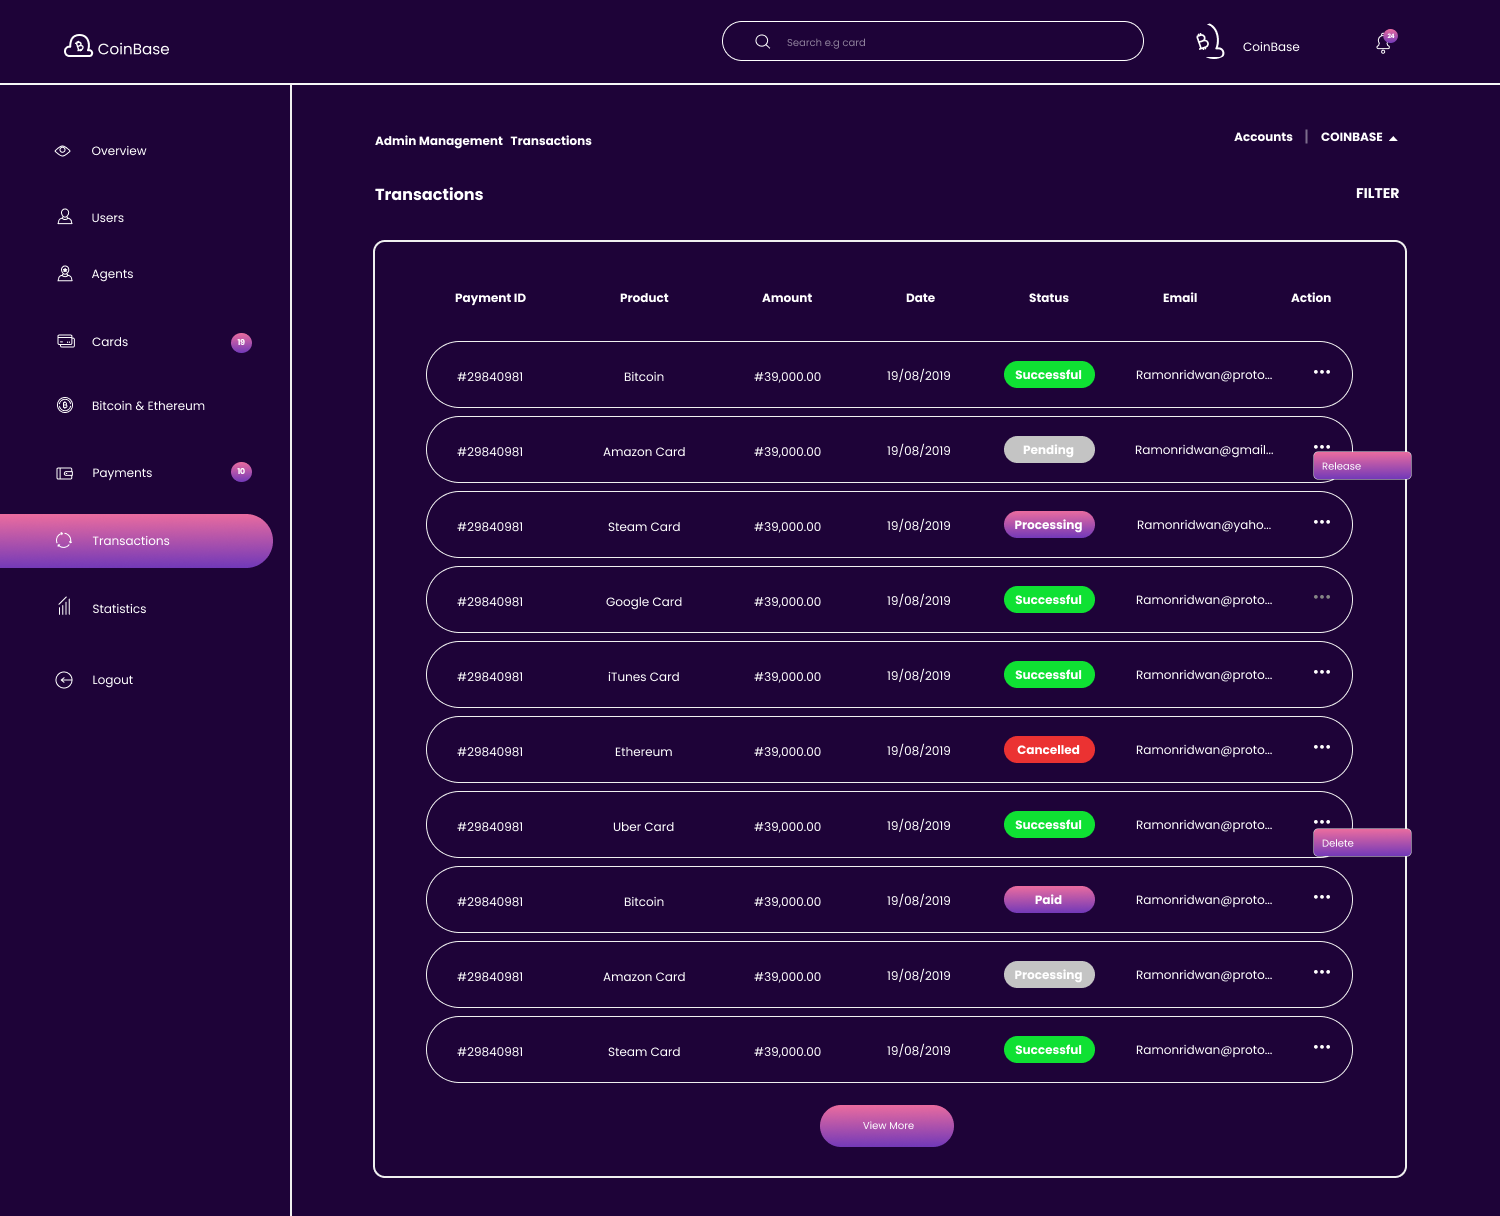 CoinBase
Search e.g card
CoinBase
24
Overview
Users
Agents
Cards 19
Bitcoin & Ethereum
Payments 10
Transactions
Statistics
Logout
Admin Management Transactions
Accounts | COINBASE
Transactions
FILTER
Payment ID Product Amount Date Status Email Action
#29840981 Bitcoin #39,000.00 19/08/2019 Successful Ramonridwan@proto...
#29840981 Amazon Card #39,000.00 19/08/2019 Pending Ramonridwan@gmail...
Release
#29840981 Steam Card #39,000.00 19/08/2019 Processing Ramonridwan@yaho...
#29840981 Google Card #39,000.00 19/08/2019 Successful Ramonridwan@proto...
#29840981 iTunes Card #39,000.00 19/08/2019 Successful Ramonridwan@proto...
#29840981 Ethereum #39,000.00 19/08/2019 Cancelled Ramonridwan@proto...
#29840981 Uber Card #39,000.00 19/08/2019 Successful Ramonridwan@proto...
Delete
#29840981 Bitcoin #39,000.00 19/08/2019 Paid Ramonridwan@proto...
#29840981 Amazon Card #39,000.00 19/08/2019 Processing Ramonridwan@proto...
#29840981 Steam Card #39,000.00 19/08/2019 Successful Ramonridwan@proto...
View More